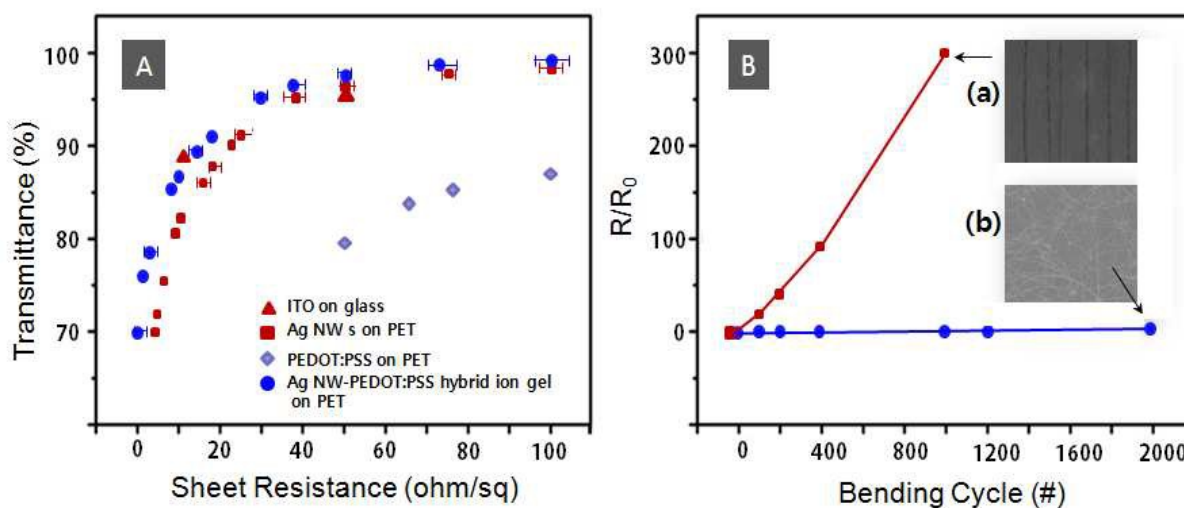 A
Transmittance (%)
100
90
80
70
0
20
40
60
80
100
Sheet Resistance (ohm/sq)
ITO on glass
Ag NW s on PET
PEDOT:PSS on PET
Ag NW-PEDOT:PSS hybrid ion gel
on PET
B
R/R0
300
200
100
0
0
400
800
1200
1600
2000
Bending Cycle (#)
(a)
(b)